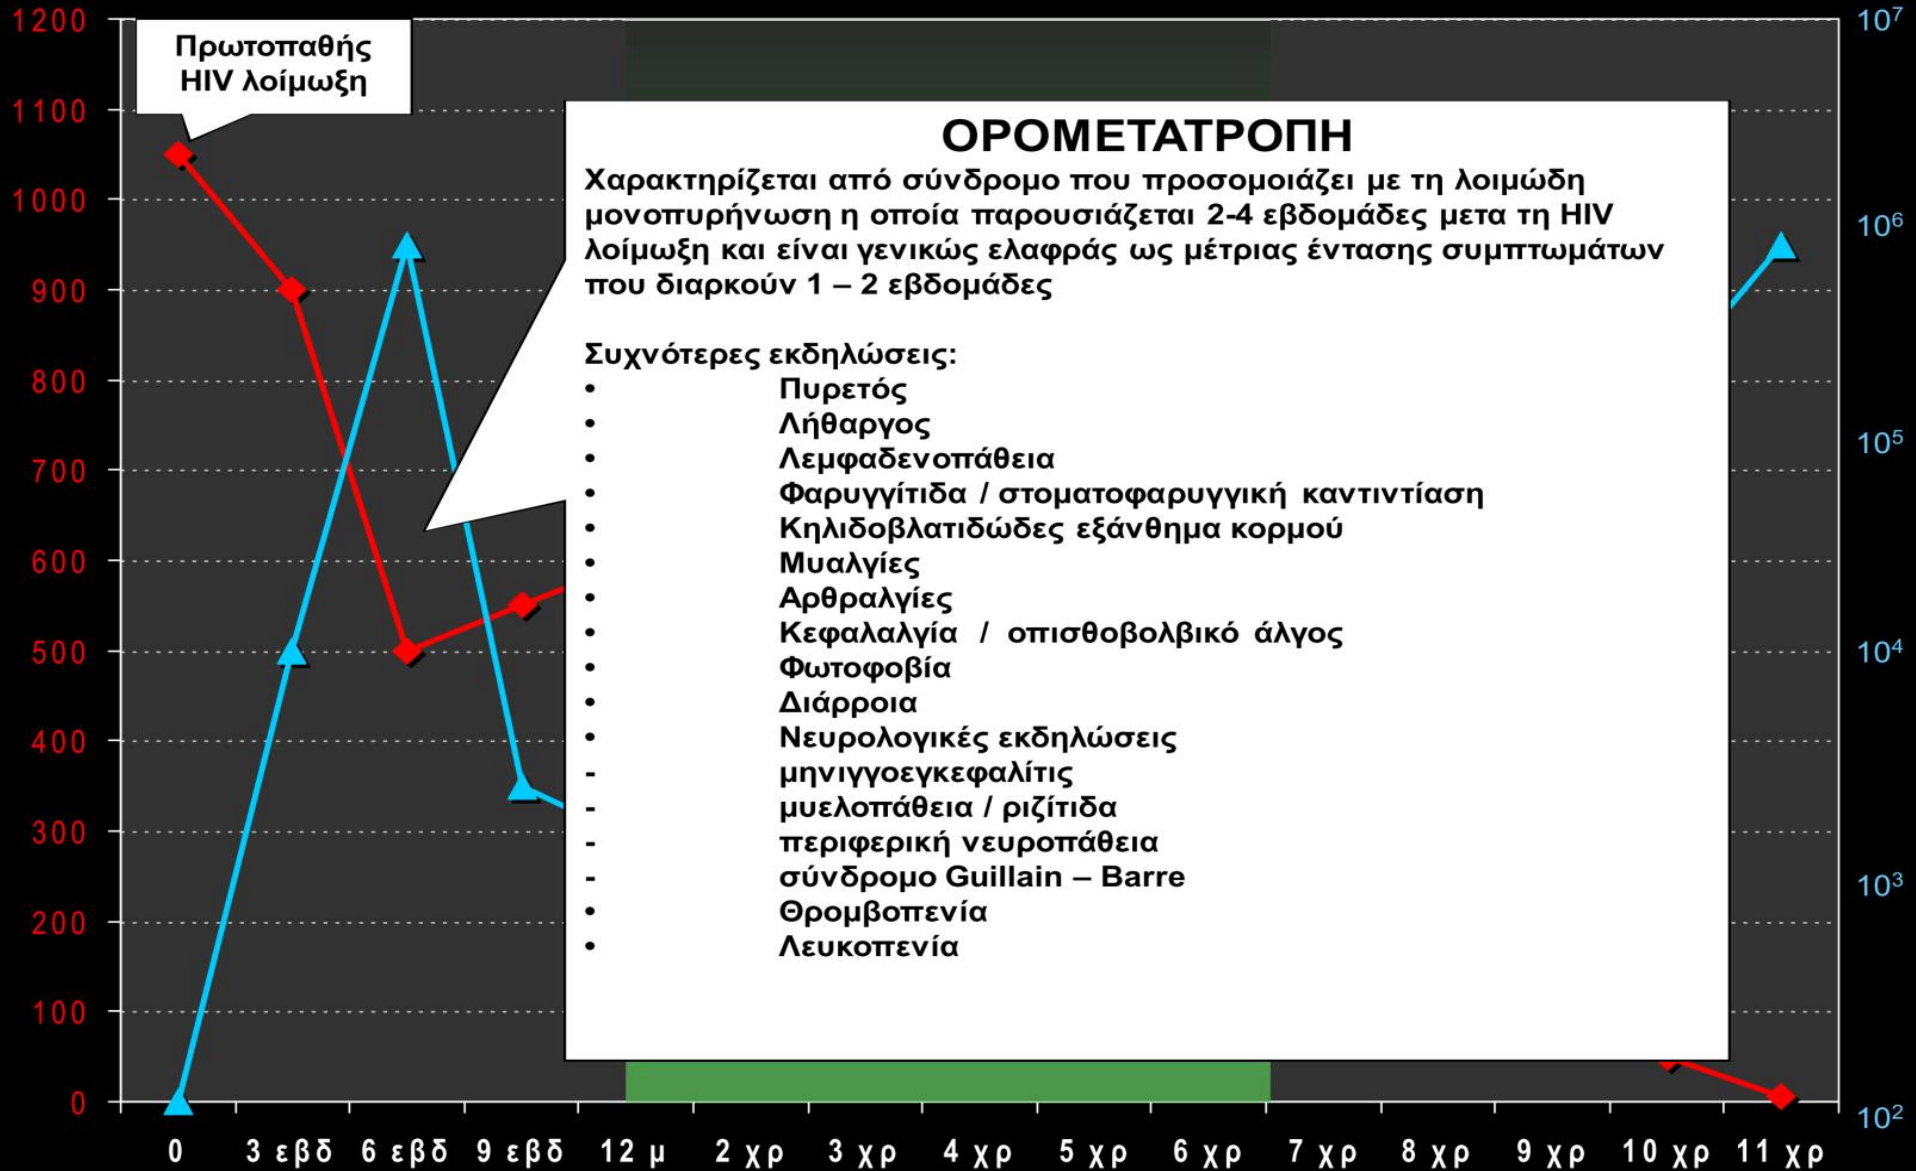 Πρωτοπαθής
HIV λοίμωξη
ΟΡΟΜΕΤΑΤΡΟΠΗ
Χαρακτηρίζεται από σύνδρομο που προσομοιάζει με τη λοιμώδη
μονοπυρήνωση η οποία παρουσιάζεται 2-4 εβδομάδες μετα τη HIV
λοίμωξη και είναι γενικώς ελαφράς ως μέτριας έντασης συμπτωμάτων
που διαρκούν 1 – 2 εβδομάδες
Συχνότερες εκδηλώσεις:
• Πυρετός
• Λήθαργος
• Λεμφαδενοπάθεια
• Φαρυγγίτιδα / στοματοφαρυγγική καντιντίαση
• Κηλιδοβλατιδώδες εξάνθημα κορμού
• Μυαλγίες
• Αρθραλγίες
• Κεφαλαλγία / οπισθοβολβικό άλγος
• Φωτοφοβία
• Διάρροια
• Νευρολογικές εκδηλώσεις
- μηνιγγοεγκεφαλίτις
- μυελοπάθεια / ριζίτιδα
- περιφερική νευροπάθεια
- σύνδρομο Guillain – Barre
• Θρομβοπενία
• Λευκοπενία
1200
1100
1000
900
800
700
600
500
400
300
200
100
0
10⁷
10⁶
10⁵
10⁴
10³
10²
0 3 εβδ 6 εβδ 9 εβδ 12 μ 2 χρ 3 χρ 4 χρ 5 χρ 6 χρ 7 χρ 8 χρ 9 χρ 10 χρ 11 χρ